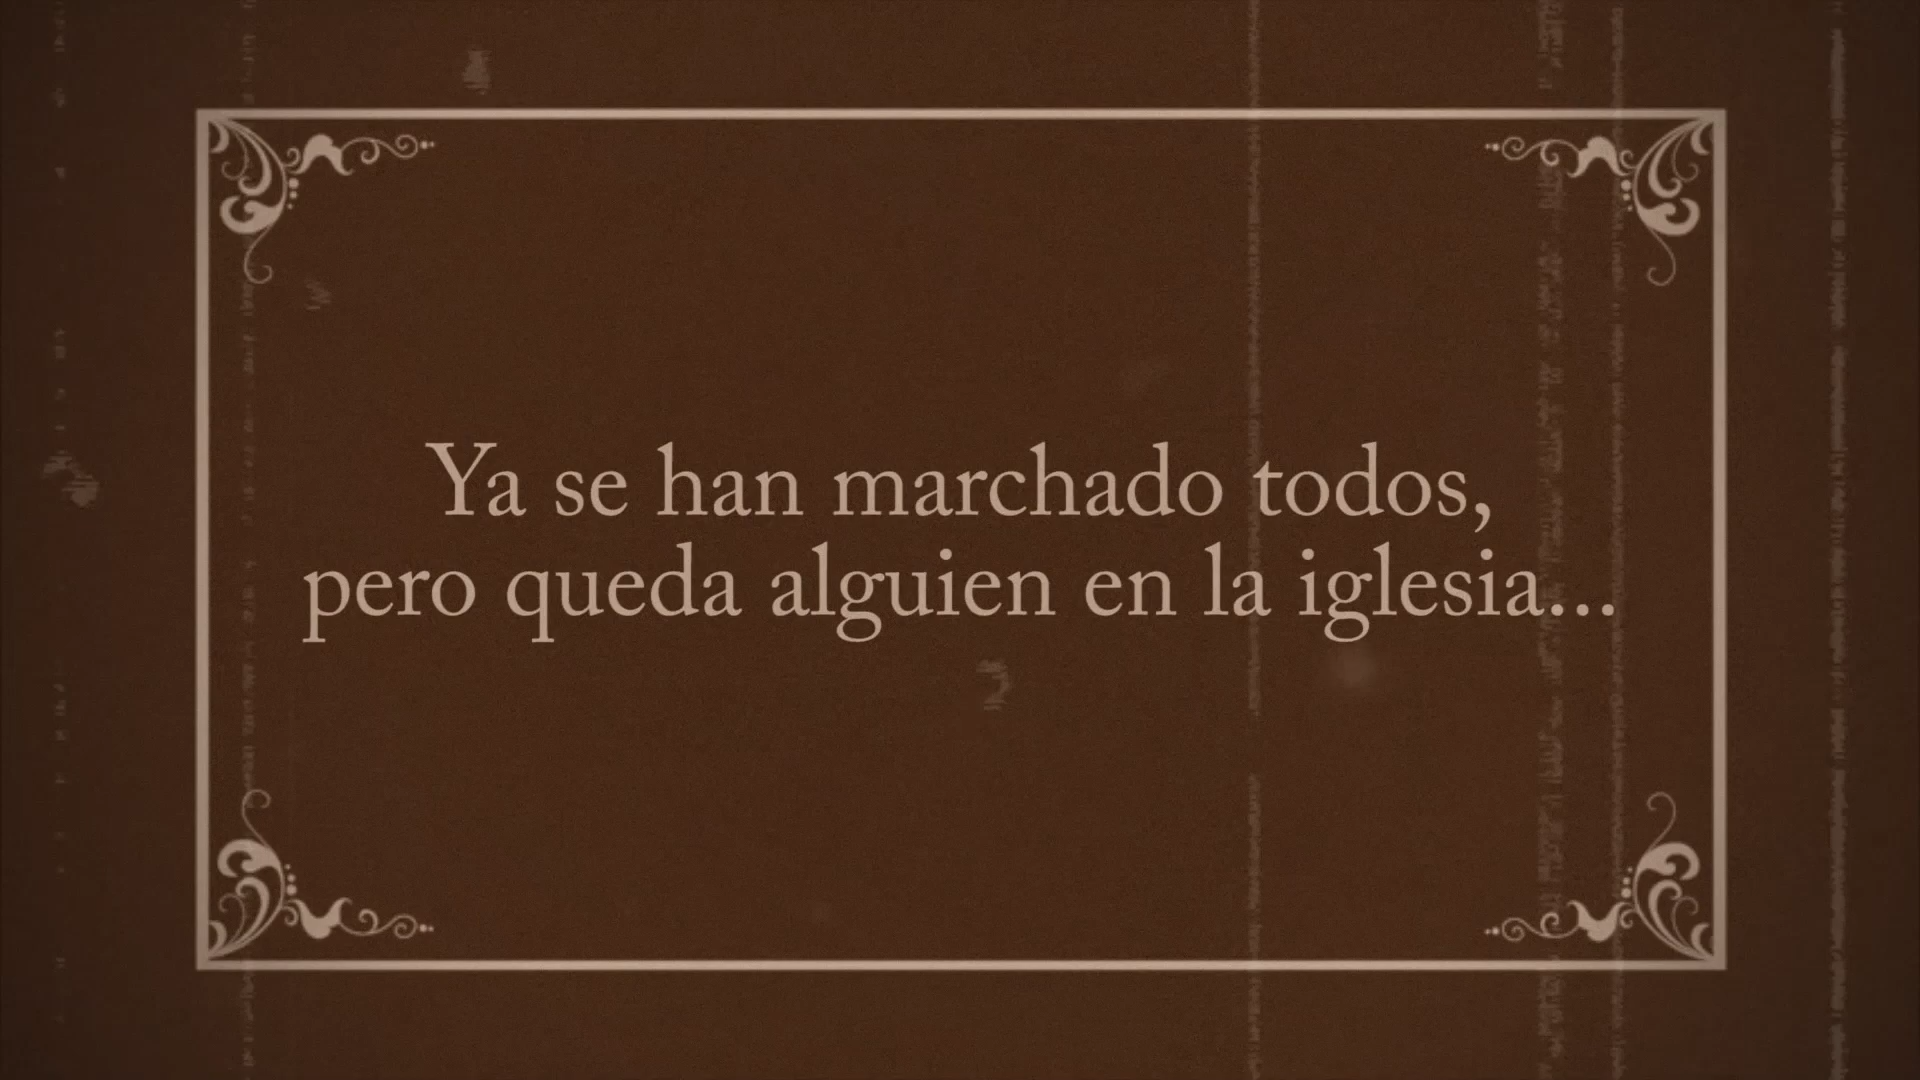 Ya se han marchado todos,
pero queda alguien en la iglesia...